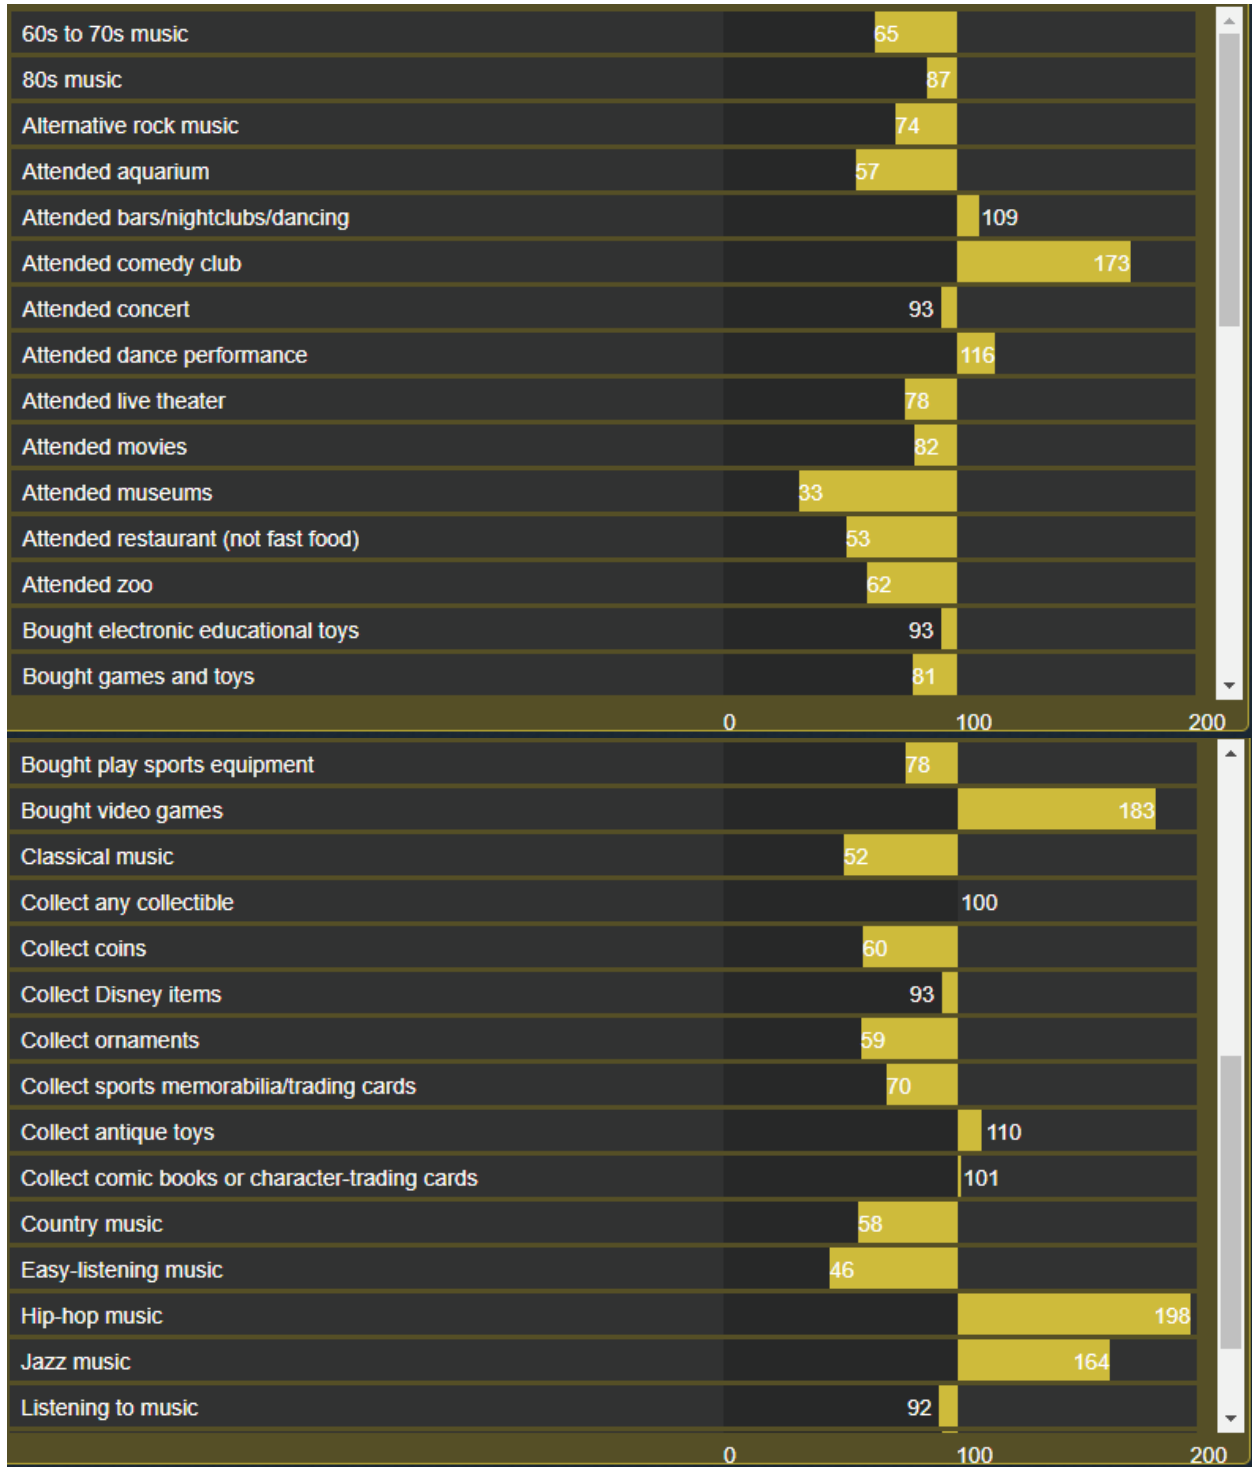 60s to 70s music 65
80s music 87
Alternative rock music 74
Attended aquarium 57
Attended bars/nightclubs/dancing 109
Attended comedy club 173
Attended concert 93
Attended dance performance 116
Attended live theater 78
Attended movies 82
Attended museums 33
Attended restaurant (not fast food) 53
Attended zoo 62
Bought electronic educational toys 93
Bought games and toys 81
0 100 200
Bought play sports equipment 78
Bought video games 183
Classical music 52
Collect any collectible 100
Collect coins 60
Collect Disney items 93
Collect ornaments 59
Collect sports memorabilia/trading cards 70
Collect antique toys 110
Collect comic books or character-trading cards 101
Country music 58
Easy-listening music 46
Hip-hop music 198
Jazz music 164
Listening to music 92
0 100 200